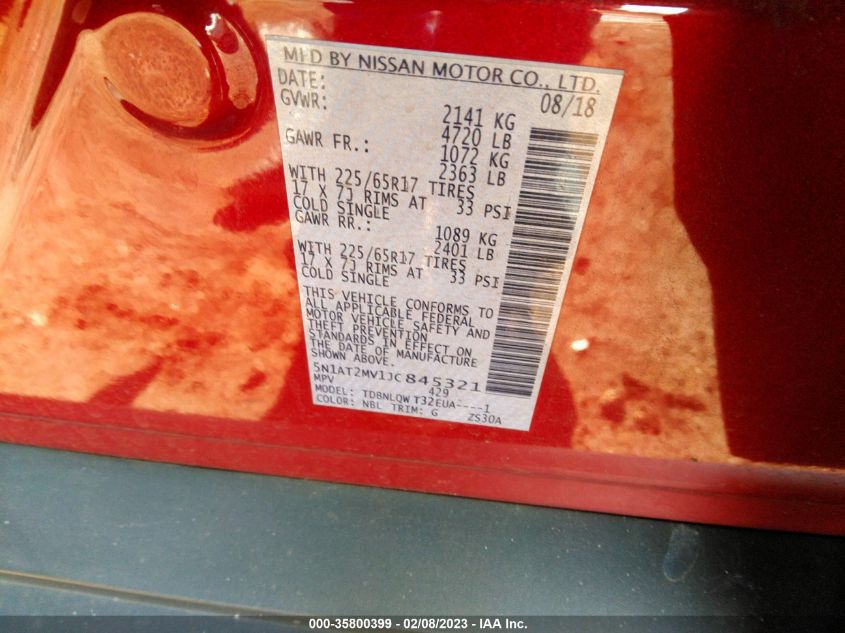 MFD BY NISSAN MOTOR CO., LTD.
DATE: 08/18
GVWR: 2141 KG
4720 LB
GAWR FR.: 1072 KG
2363 LB
WITH 225/65R17 TIRES
17 X 7J RIMS AT 33 PSI
COLD SINGLE
GAWR RR.: 1089 KG
2401 LB
WITH 225/65R17 TIRES
17 X 7J RIMS AT 33 PSI
COLD SINGLE
THIS VEHICLE CONFORMS TO
ALL APPLICABLE FEDERAL
MOTOR VEHICLE SAFETY AND
THEFT PREVENTION
STANDARDS IN EFFECT ON
THE DATE OF MANUFACTURE
SHOWN ABOVE.
5N1AT2MV1JC845321
MPV 429
MODEL: TDBNLQW T32EUA----1
COLOR: NBL TRIM: G ZS30A
000-35800399 - 02/08/2023 - IAA Inc.